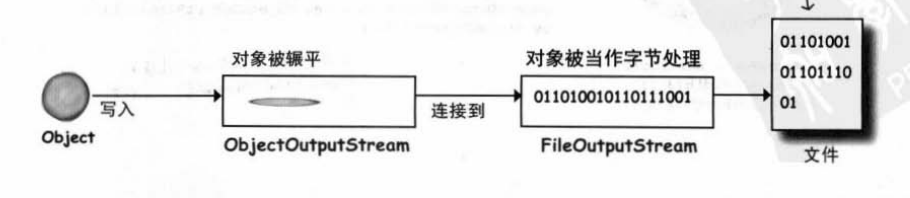 对象被辗平
对象被当作字节处理
01101001
01101110
01
011010010110111001
写入
连接到
Object
ObjectOutputStream
FileOutputStream
文件